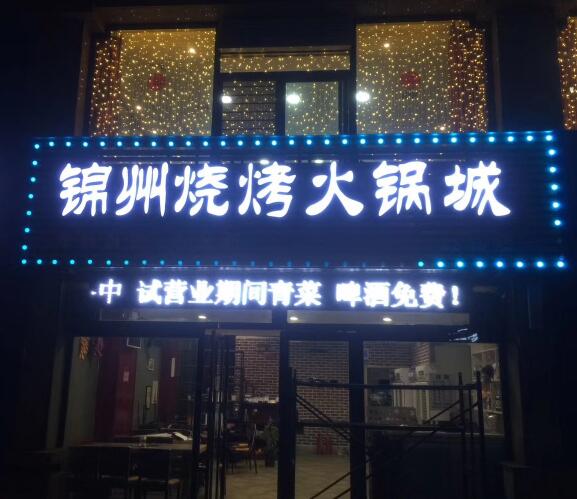 锦州烧烤火锅城
中 试营业期间青菜 啤酒免费！